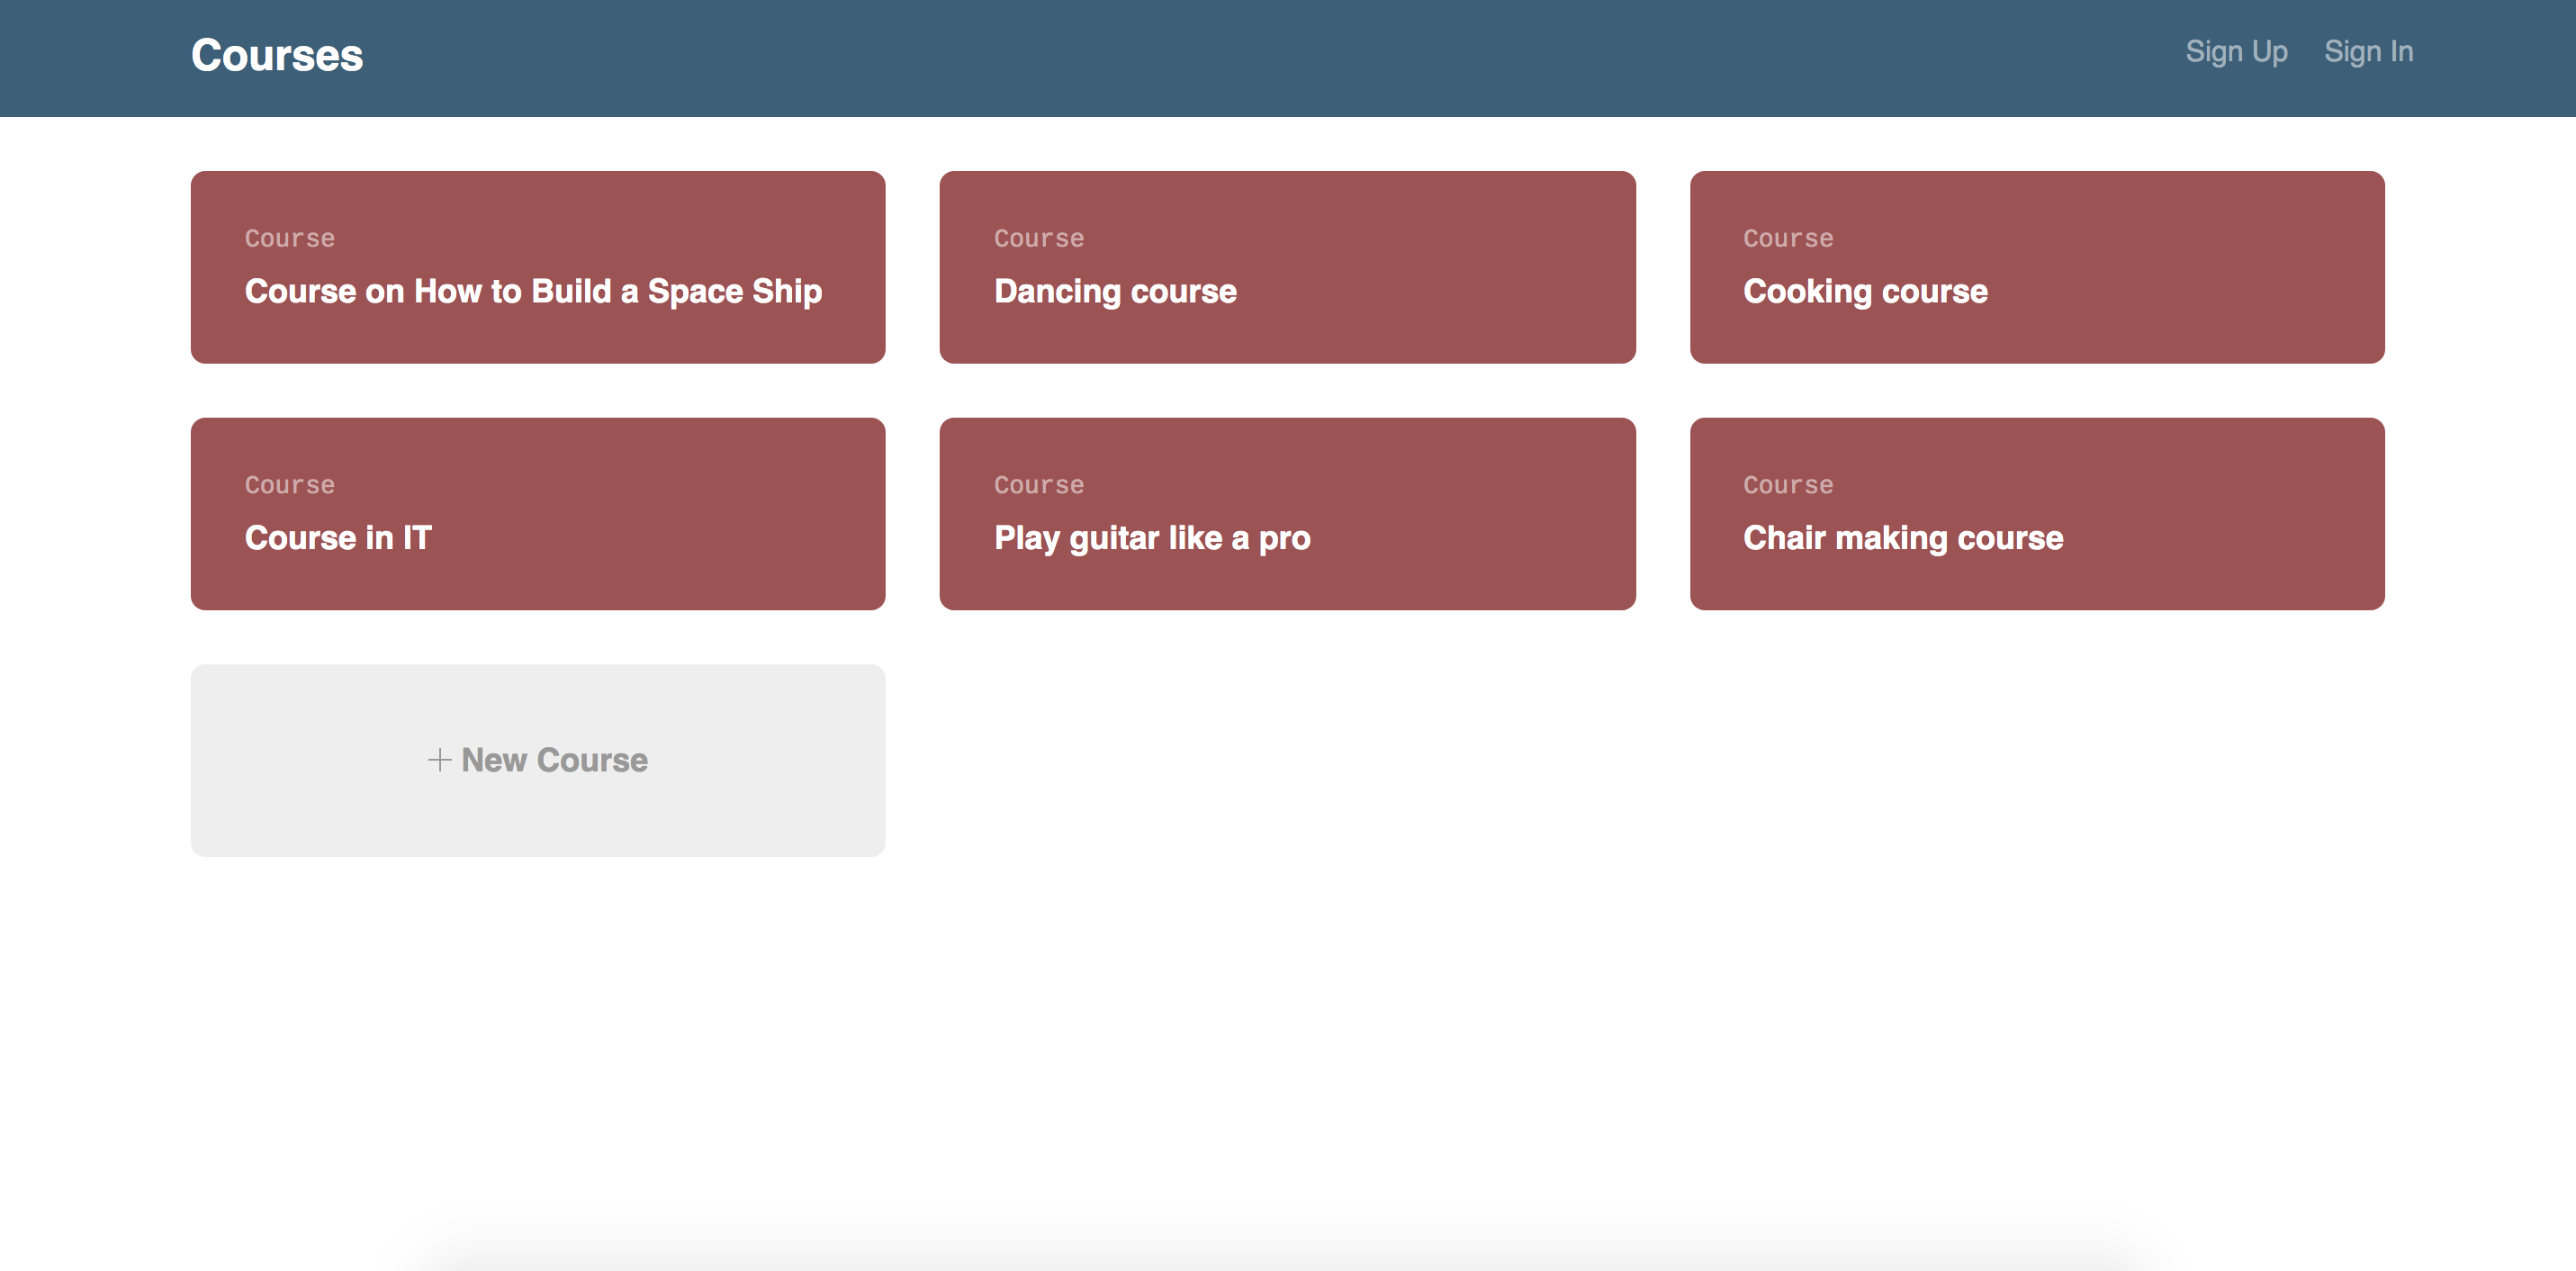 Courses
Sign Up
Sign In
Course
Course on How to Build a Space Ship
Course
Dancing course
Course
Cooking course
Course
Course in IT
Course
Play guitar like a pro
Course
Chair making course
+ New Course